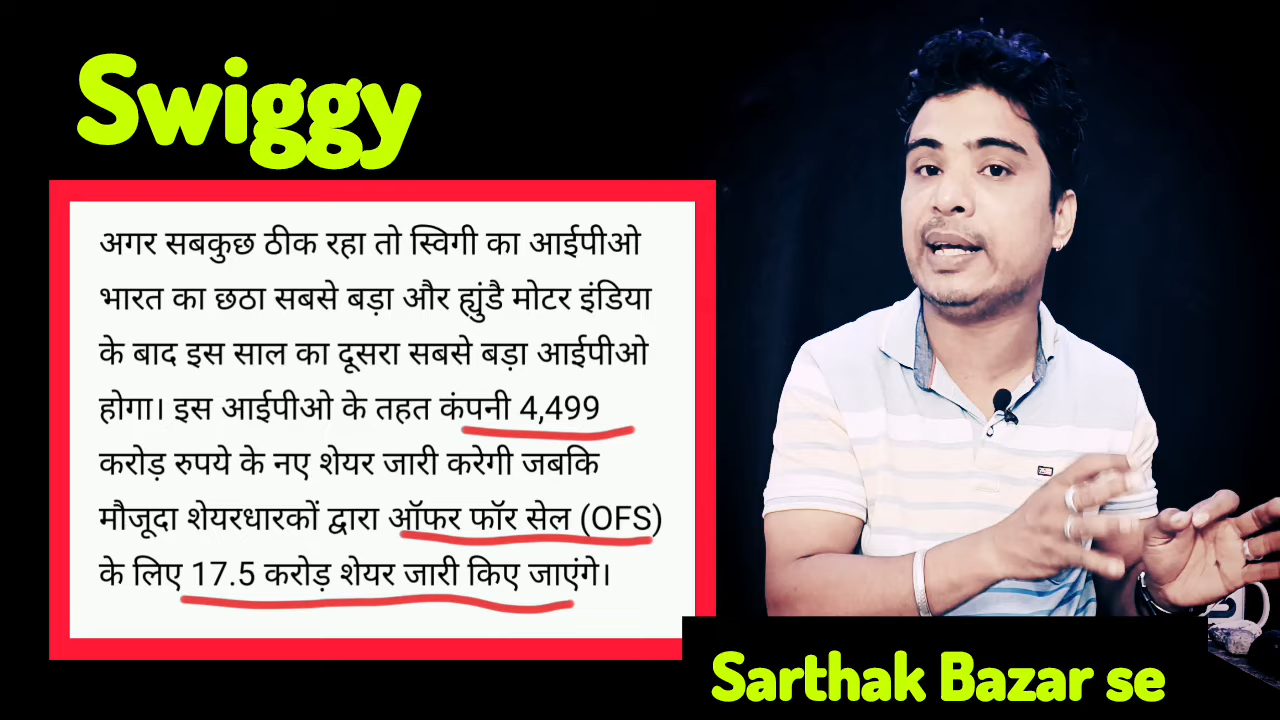 Swiggy
अगर सबकुछ ठीक रहा तो स्विगी का आईपीओ
भारत का छठा सबसे बड़ा और ह्युंडै मोटर इंडिया
के बाद इस साल का दूसरा सबसे बड़ा आईपीओ
होगा। इस आईपीओ के तहत कंपनी 4,499
करोड़ रुपये के नए शेयर जारी करेगी जबकि
मौजूदा शेयरधारकों द्वारा ऑफर फॉर सेल (OFS)
के लिए 17.5 करोड़ शेयर जारी किए जाएंगे।
Sarthak Bazar se